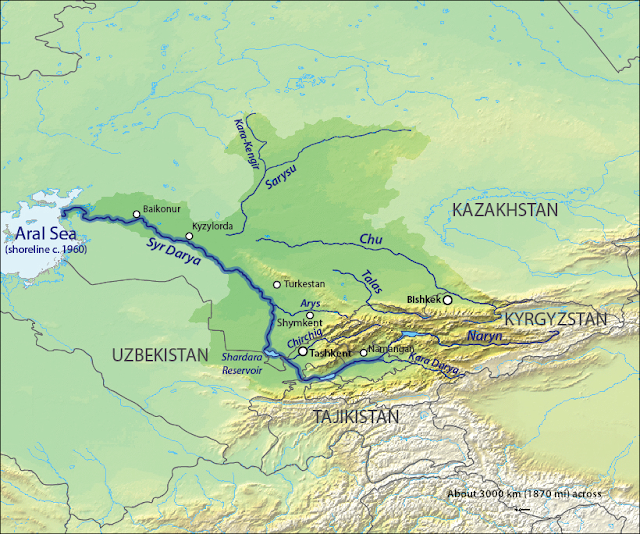 Kara-Kengir
Sarysu
Baikonur
KAZAKHSTAN
Kyzylorda
Aral Sea
(shoreline c. 1960)
Syr Darya
Chu
Talas
Turkestan
Bishkek
Arys
Shymkent
KYRGYZSTAN
Chirchiq
Naryn
UZBEKISTAN
Tashkent
Namangan
Shardara
Reservoir
Kara Darya
TAJIKISTAN
About 3000 km (1870 mi) across